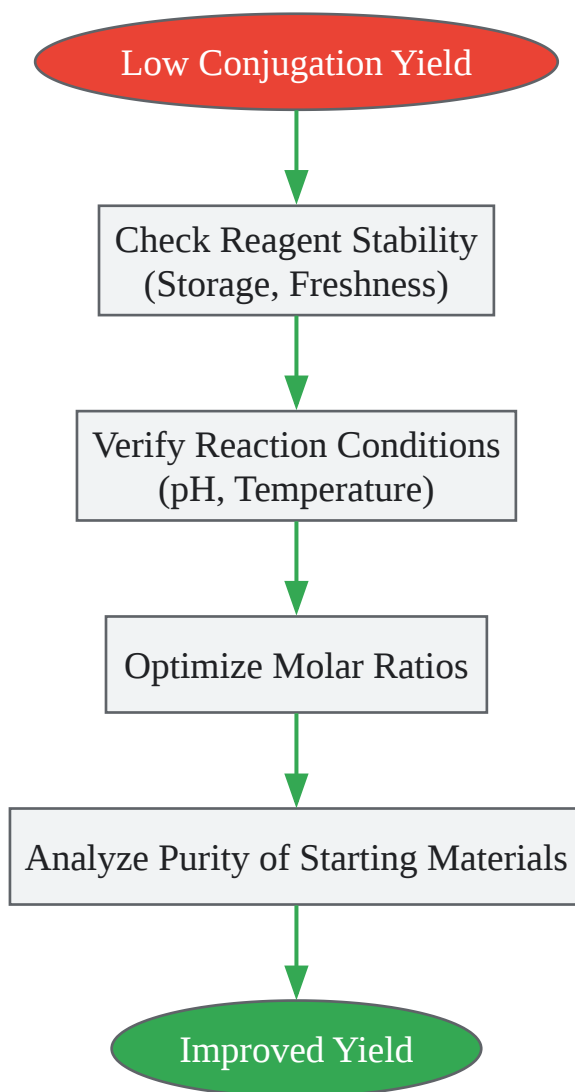 Low Conjugation Yield
Check Reagent Stability
(Storage, Freshness)
Verify Reaction Conditions
(pH, Temperature)
Optimize Molar Ratios
Analyze Purity of Starting Materials
Improved Yield